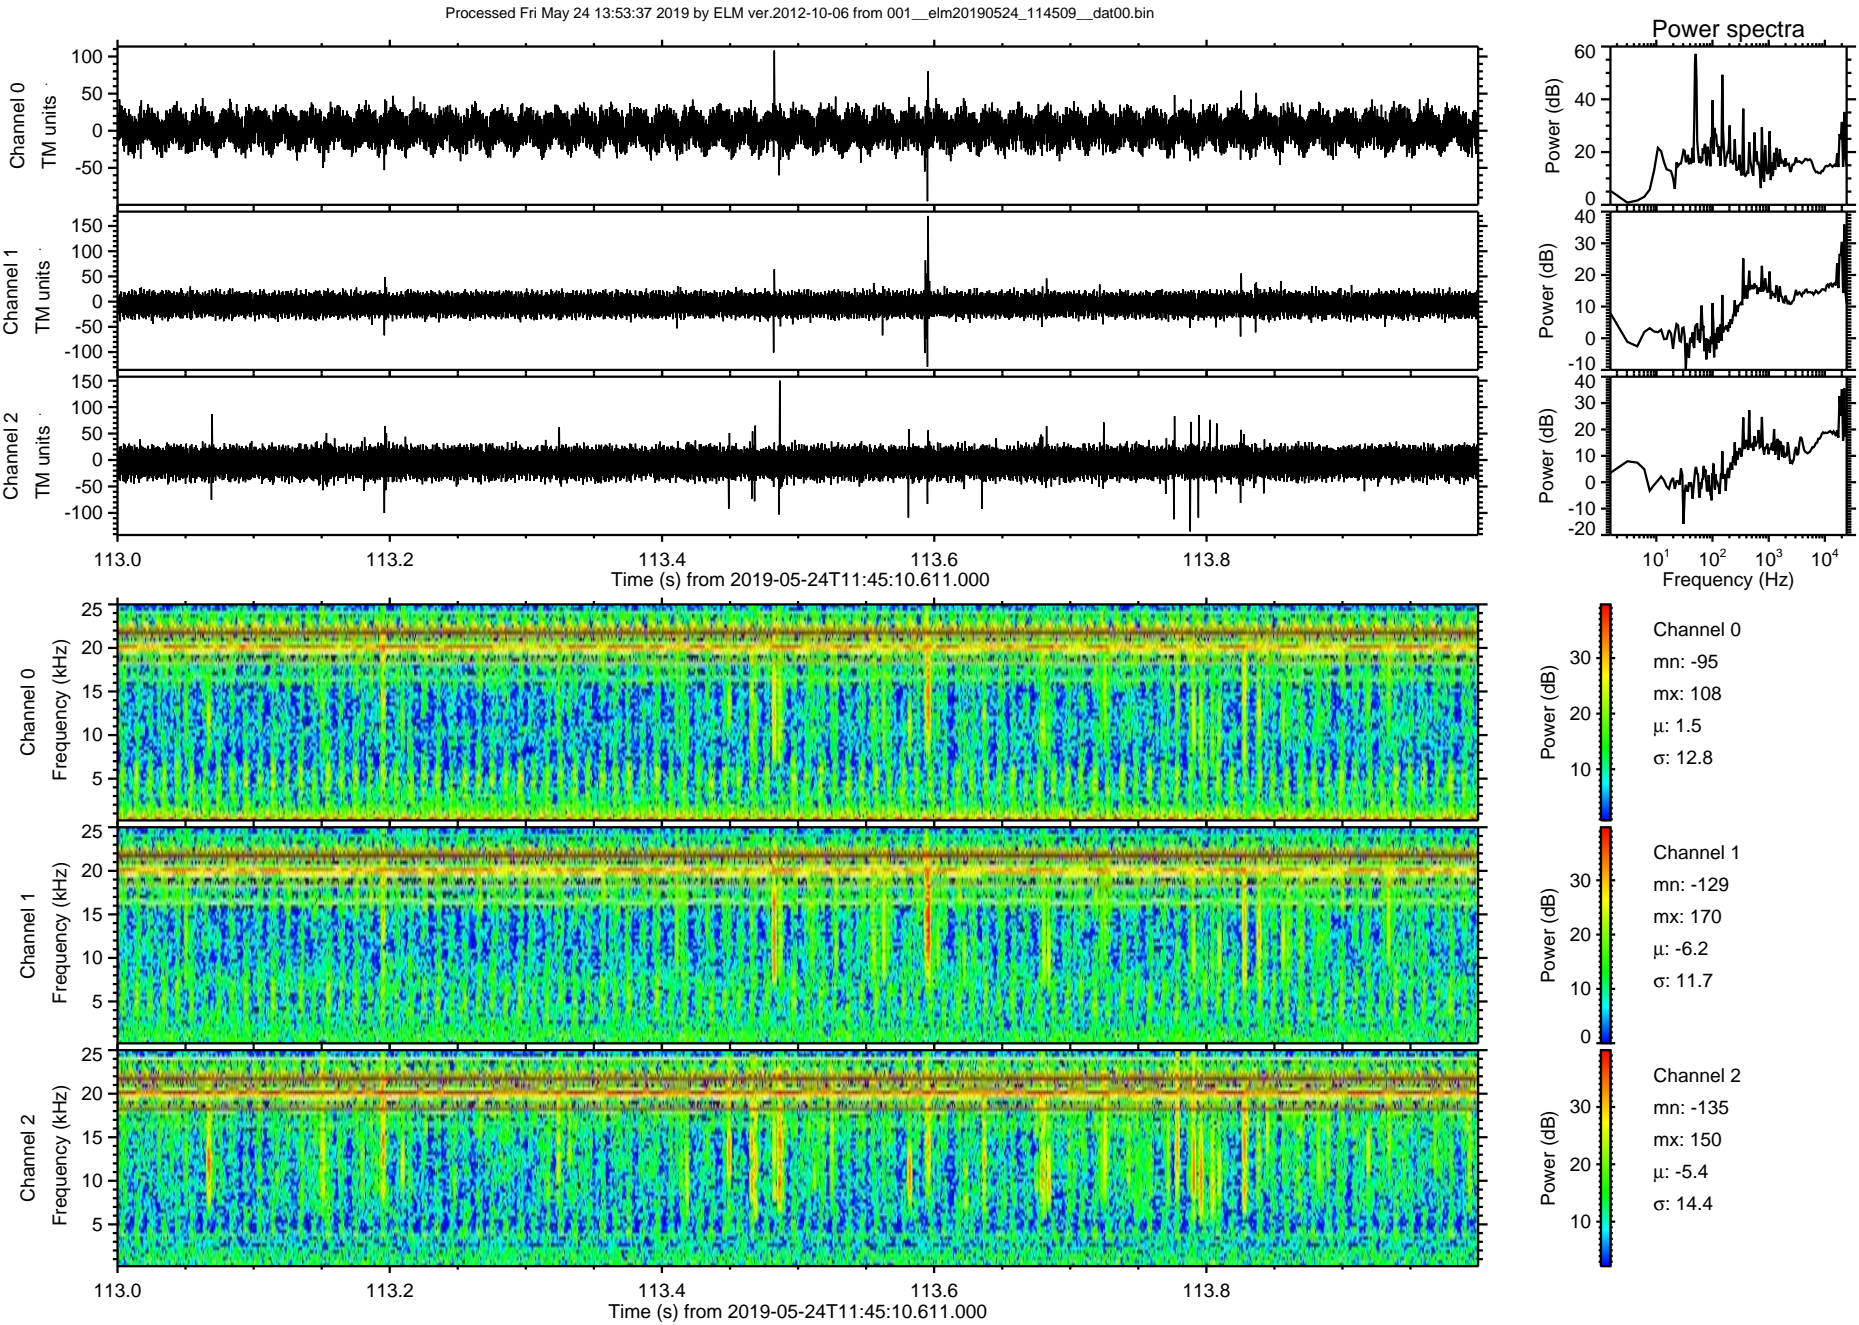 Processed Fri May 24 13:53:37 2019 by ELM ver.2012-10-06 from 001__elm20190524_114509__dat00.bin
Power spectra
Channel 0
TM units
100
50
0
-50
Power (dB)
60
40
20
0
Channel 1
TM units
150
100
50
0
-50
-100
Power (dB)
40
30
20
10
0
-10
Channel 2
TM units
150
100
50
0
-50
-100
Power (dB)
40
30
20
10
0
-10
-20
113.0 113.2 113.4 113.6 113.8
Time (s) from 2019-05-24T11:45:10.611.000
10^1 10^2 10^3 10^4
Frequency (Hz)
Channel 0
Frequency (kHz)
25
20
15
10
5
Power (dB)
30
20
10
Channel 0
mn: -95
mx: 108
μ: 1.5
σ: 12.8
Channel 1
Frequency (kHz)
25
20
15
10
5
Power (dB)
30
20
10
0
Channel 1
mn: -129
mx: 170
μ: -6.2
σ: 11.7
Channel 2
Frequency (kHz)
25
20
15
10
5
Power (dB)
30
20
10
Channel 2
mn: -135
mx: 150
μ: -5.4
σ: 14.4
113.0 113.2 113.4 113.6 113.8
Time (s) from 2019-05-24T11:45:10.611.000